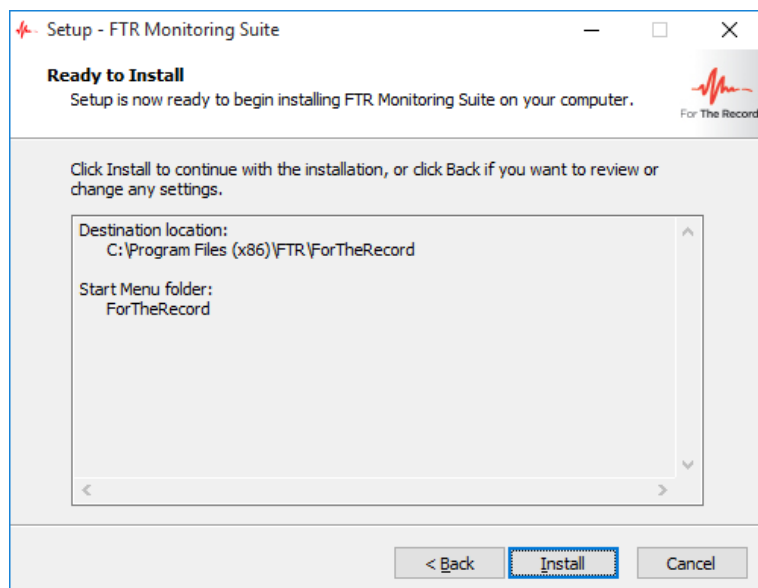 Setup - FTR Monitoring Suite
Ready to Install
Setup is now ready to begin installing FTR Monitoring Suite on your computer.
For The Record
Click Install to continue with the installation, or click Back if you want to review or
change any settings.
Destination location:
C:\Program Files (x86)\FTR\ForTheRecord
Start Menu folder:
ForTheRecord
< Back
Install
Cancel